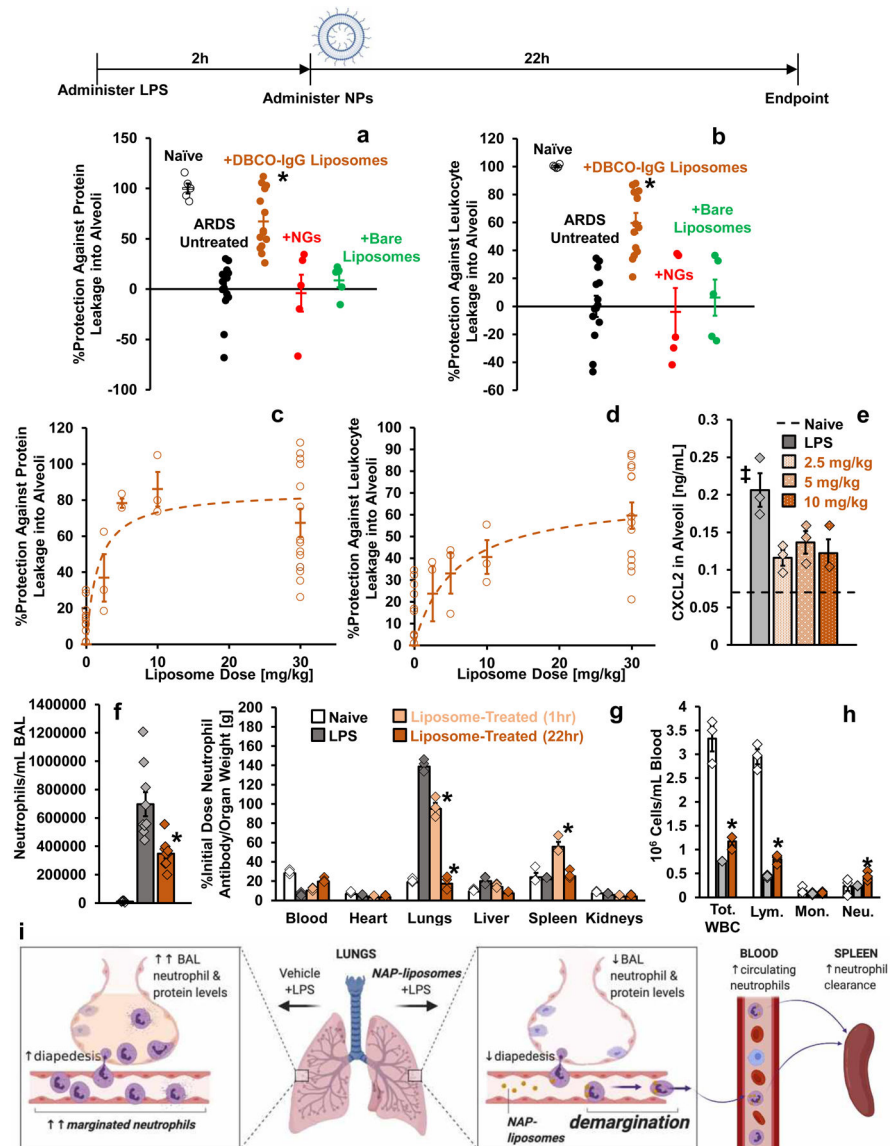 2h
22h
Administer LPS
Administer NPs
Endpoint
a
%Protection Against Protein
Leakage into Alveoli
150
100
50
0
-50
-100
Naïve
+DBCO-IgG Liposomes
*
ARDS
Untreated
+NGs
+Bare
Liposomes
b
%Protection Against Leukocyte
Leakage into Alveoli
120
100
80
60
40
20
0
-20
-40
-60
Naïve
+DBCO-IgG Liposomes
*
ARDS
Untreated
+Bare
Liposomes
+NGs
c
%Protection Against Protein
Leakage into Alveoli
120
100
80
60
40
20
0
0
10
20
30
Liposome Dose [mg/kg]
d
%Protection Against Leukocyte
Leakage into Alveoli
100
90
80
70
60
50
40
30
20
10
0
0
10
20
30
Liposome Dose [mg/kg]
e
CXCL2 in Alveoli [ng/mL]
0.3
0.25
0.2
0.15
0.1
0.05
0
Naive
LPS
2.5 mg/kg
5 mg/kg
10 mg/kg
‡
f
Neutrophils/mL BAL
1400000
1200000
1000000
800000
600000
400000
200000
0
*
g
%Initial Dose Neutrophil
Antibody/Organ Weight [g]
200
180
160
140
120
100
80
60
40
20
0
Naive
LPS
Liposome-Treated (1hr)
Liposome-Treated (22hr)
*
*
*
Blood
Heart
Lungs
Liver
Spleen
Kidneys
h
10⁶ Cells/mL Blood
4
3.5
3
2.5
2
1.5
1
0.5
0
*
*
*
Tot.
WBC
Lym.
Mon.
Neu.
i
↑↑ BAL
neutrophil &
protein levels
↑diapedesis
↑↑ marginated neutrophils
LUNGS
Vehicle
+LPS
NAP-liposomes
+LPS
↓BAL
neutrophil &
protein levels
↓diapedesis
NAP-
liposomes
demargination
BLOOD
↑circulating
neutrophils
SPLEEN
↑neutrophil
clearance